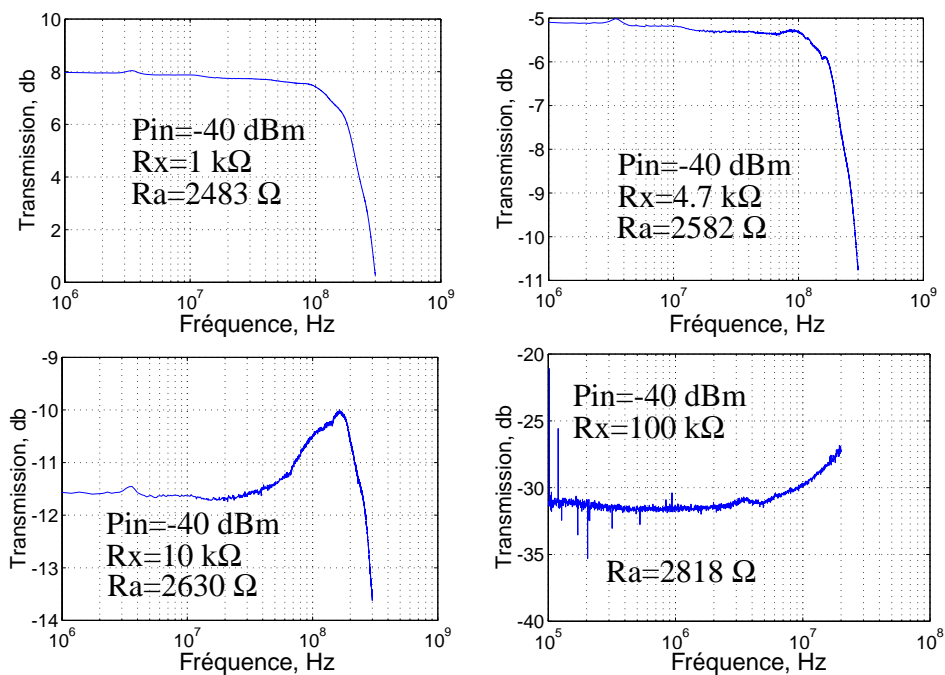 10
8
6
4
2
0
Transmission, db
Pin=-40 dBm
Rx=1 kΩ
Ra=2483 Ω
10^6 10^7 10^8 10^9
Fréquence, Hz
-5
-6
-7
-8
-9
-10
-11
Transmission, db
Pin=-40 dBm
Rx=4.7 kΩ
Ra=2582 Ω
10^6 10^7 10^8 10^9
Fréquence, Hz
-9
-10
-11
-12
-13
-14
Transmission, db
Pin=-40 dBm
Rx=10 kΩ
Ra=2630 Ω
10^6 10^7 10^8 10^9
Fréquence, Hz
-20
-25
-30
-35
-40
Transmission, db
Pin=-40 dBm
Rx=100 kΩ
Ra=2818 Ω
10^5 10^6 10^7 10^8
Fréquence, Hz